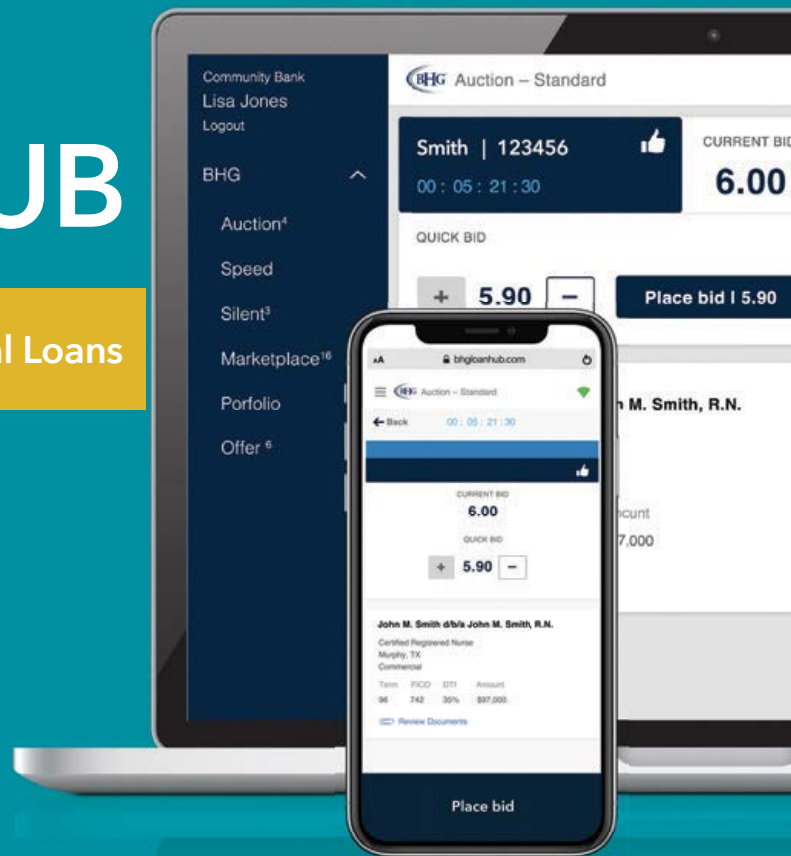 UB
al Loans
Community Bank
Lisa Jones
Logout
BHG
Auction⁴
Speed
Silent³
Marketplace¹⁶
Porfolio
Offer ⁶
BHG Auction – Standard
Smith | 123456
00 : 05 : 21 : 30
CURRENT BID
6.00
QUICK BID
+ 5.90 −
Place bid I 5.90
M. Smith, R.N.
ount
7,000
AA bhgloanhub.com
BHG Auction – Standard
Back 00 : 05 : 21 : 30
CURRENT BID
6.00
QUICK BID
+ 5.90 −
John M. Smith d/b/a John M. Smith, R.N.
Certified Registered Nurse
Murphy, TX
Commercial
Term FICO DTI Amount
96 742 35% $97,000.
Review Documents
Place bid